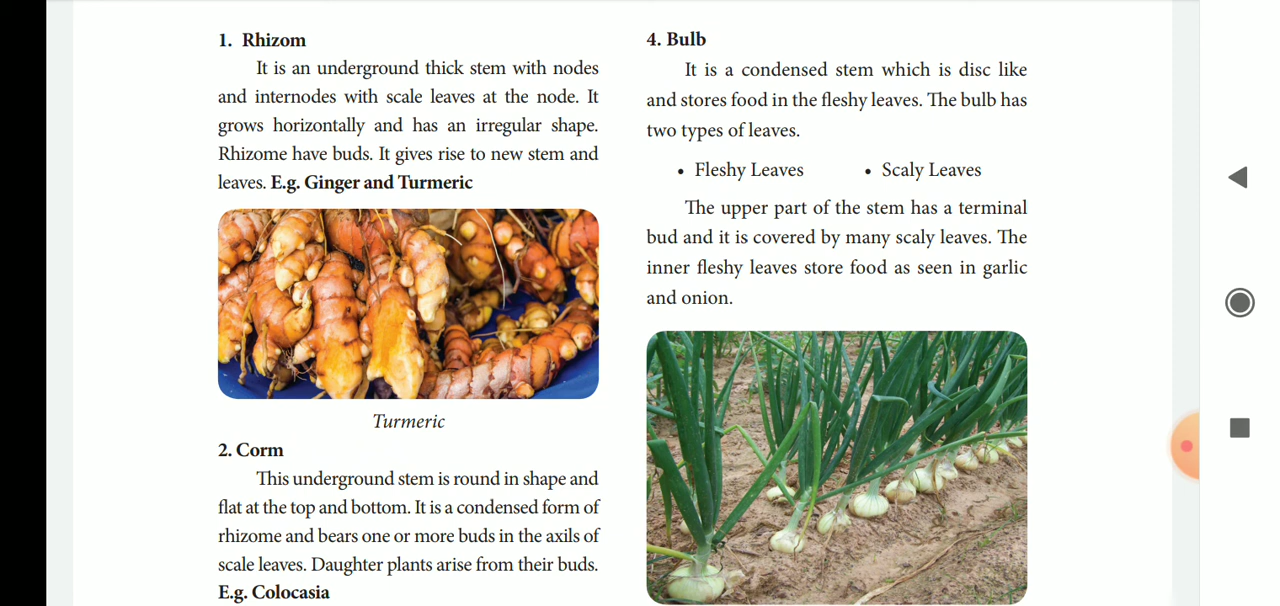 1. Rhizom
It is an underground thick stem with nodes
and internodes with scale leaves at the node. It
grows horizontally and has an irregular shape.
Rhizome have buds. It gives rise to new stem and
leaves. E.g. Ginger and Turmeric
Turmeric
2. Corm
This underground stem is round in shape and
flat at the top and bottom. It is a condensed form of
rhizome and bears one or more buds in the axils of
scale leaves. Daughter plants arise from their buds.
E.g. Colocasia
4. Bulb
It is a condensed stem which is disc like
and stores food in the fleshy leaves. The bulb has
two types of leaves.
• Fleshy Leaves • Scaly Leaves
The upper part of the stem has a terminal
bud and it is covered by many scaly leaves. The
inner fleshy leaves store food as seen in garlic
and onion.